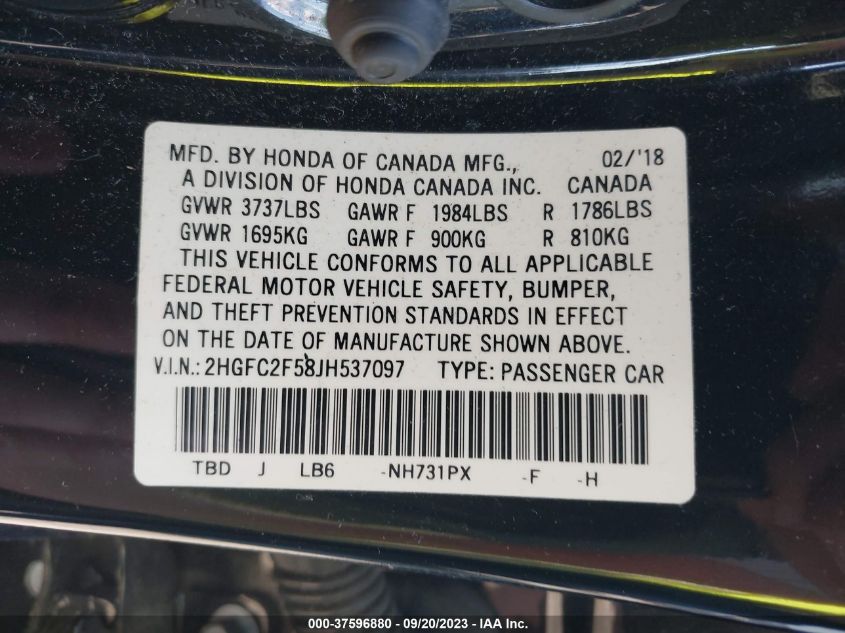 MFD. BY HONDA OF CANADA MFG., 02/'18
A DIVISION OF HONDA CANADA INC. CANADA
GVWR 3737LBS GAWR F 1984LBS R 1786LBS
GVWR 1695KG GAWR F 900KG R 810KG
THIS VEHICLE CONFORMS TO ALL APPLICABLE
FEDERAL MOTOR VEHICLE SAFETY, BUMPER,
AND THEFT PREVENTION STANDARDS IN EFFECT
ON THE DATE OF MANUFACTURE SHOWN ABOVE.
V.I.N.: 2HGFC2F58JH537097 TYPE: PASSENGER CAR
TBD J LB6 -NH731PX -F -H
000-37596880 - 09/20/2023 - IAA Inc.